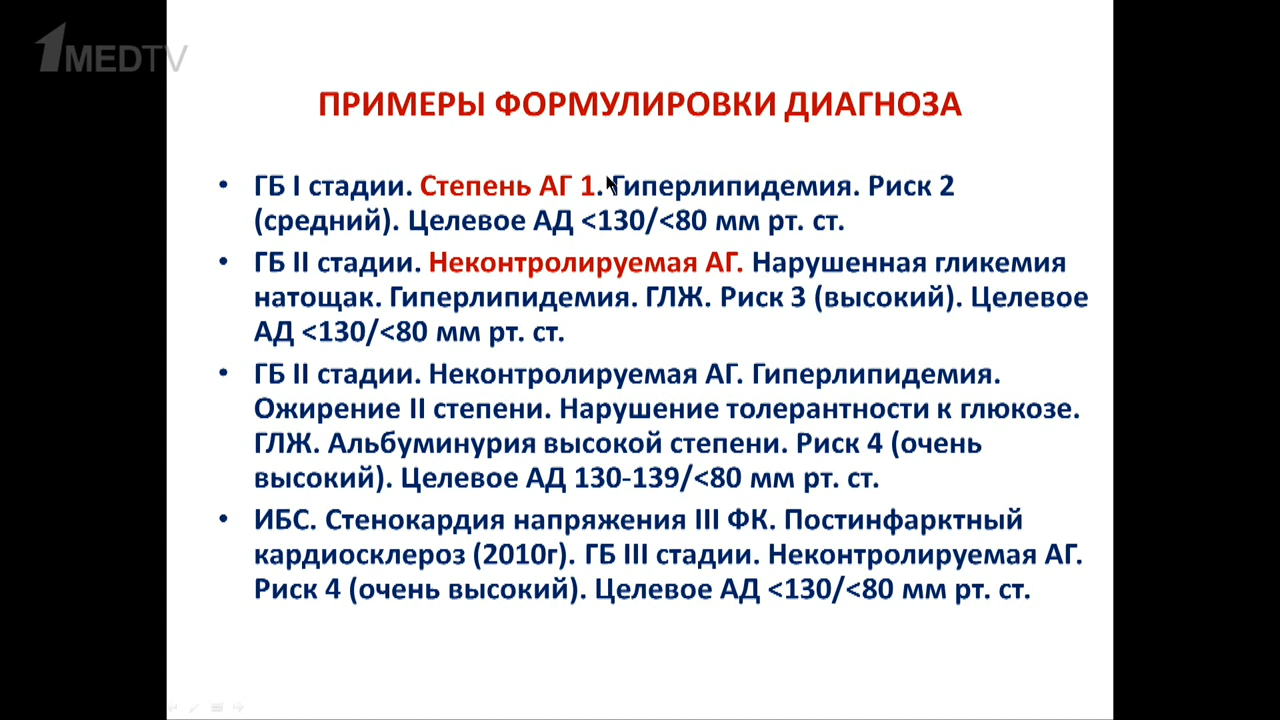 1MEDTV
ПРИМЕРЫ ФОРМУЛИРОВКИ ДИАГНОЗА
• ГБ I стадии. Степень АГ 1. Гиперлипидемия. Риск 2
(средний). Целевое АД <130/<80 мм рт. ст.
• ГБ II стадии. Неконтролируемая АГ. Нарушенная гликемия
натощак. Гиперлипидемия. ГЛЖ. Риск 3 (высокий). Целевое
АД <130/<80 мм рт. ст.
• ГБ II стадии. Неконтролируемая АГ. Гиперлипидемия.
Ожирение II степени. Нарушение толерантности к глюкозе.
ГЛЖ. Альбуминурия высокой степени. Риск 4 (очень
высокий). Целевое АД 130-139/<80 мм рт. ст.
• ИБС. Стенокардия напряжения III ФК. Постинфарктный
кардиосклероз (2010г). ГБ III стадии. Неконтролируемая АГ.
Риск 4 (очень высокий). Целевое АД <130/<80 мм рт. ст.